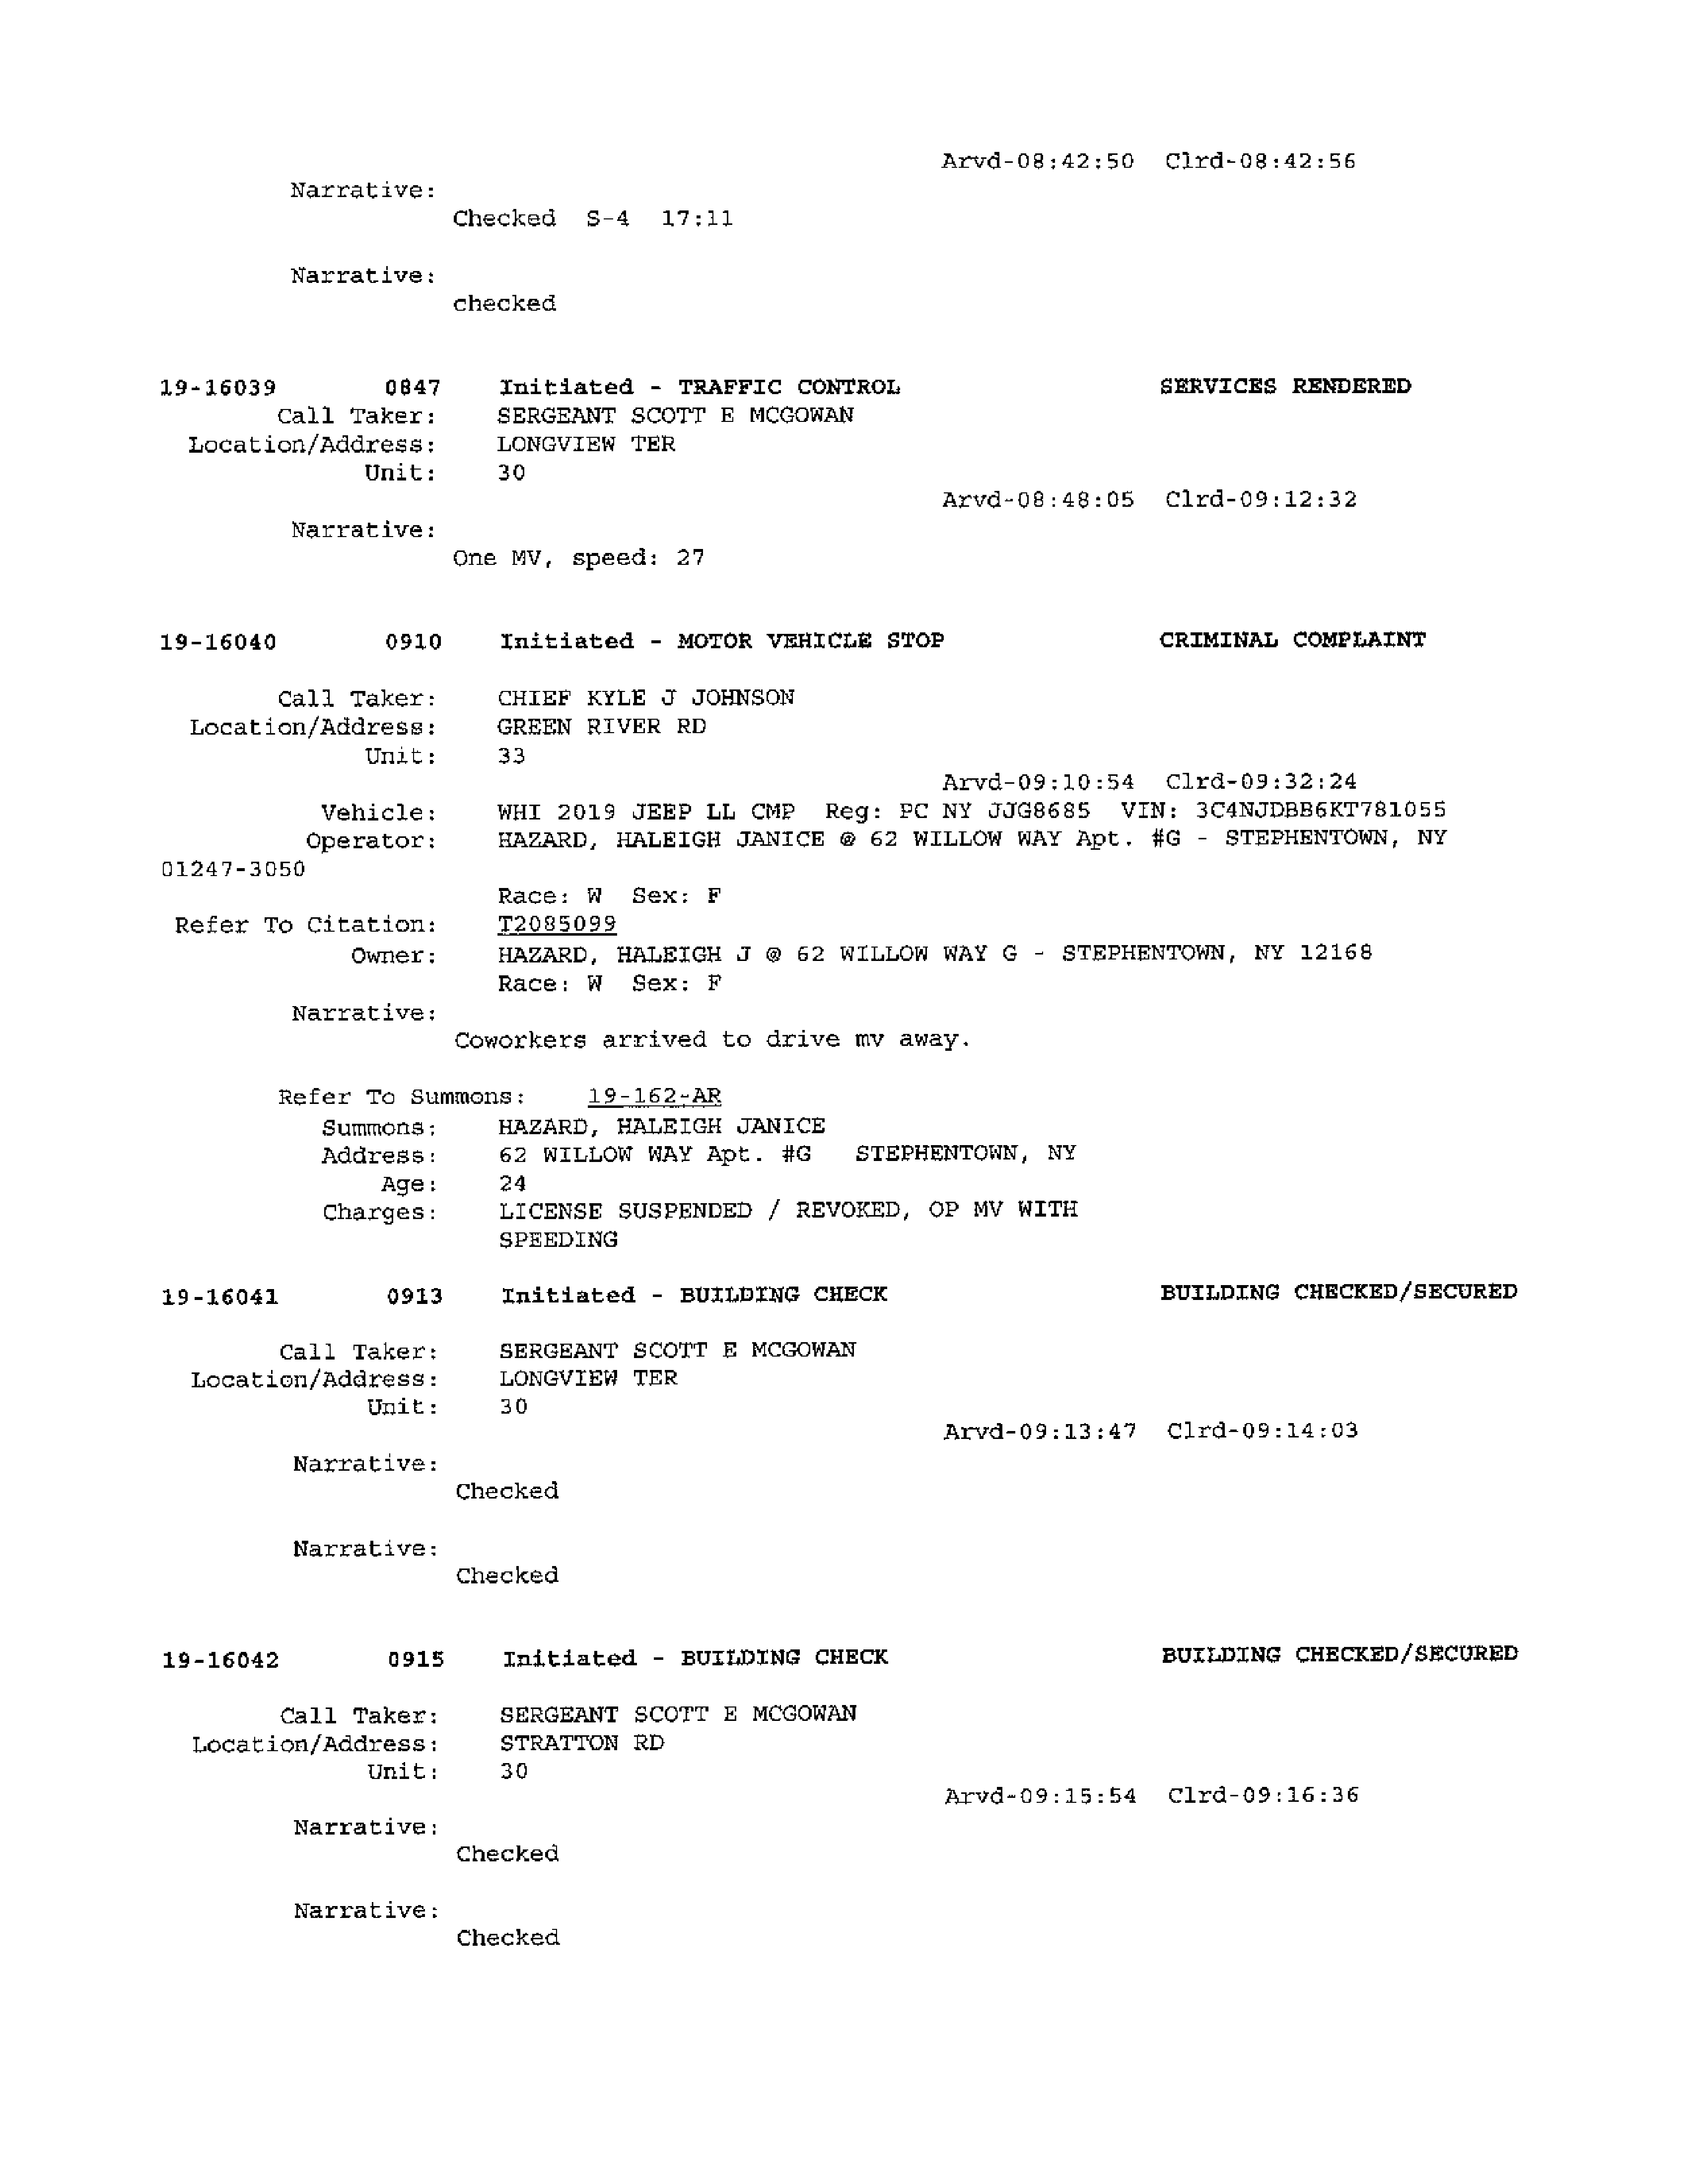 Arvd-08:42:50 Clrd-08:42:56
Narrative:
Checked S-4 17:11
Narrative:
checked
19-16039 0847 Initiated - TRAFFIC CONTROL SERVICES RENDERED
Call Taker: SERGEANT SCOTT E MCGOWAN
Location/Address: LONGVIEW TER
Unit: 30
Arvd-08:48:05 Clrd-09:12:32
Narrative:
One MV, speed: 27
19-16040 0910 Initiated - MOTOR VEHICLE STOP CRIMINAL COMPLAINT
Call Taker: CHIEF KYLE J JOHNSON
Location/Address: GREEN RIVER RD
Unit: 33
Arvd-09:10:54 Clrd-09:32:24
Vehicle: WHI 2019 JEEP LL CMP Reg: PC NY JJG8685 VIN: 3C4NJDBB6KT781055
Operator: HAZARD, HALEIGH JANICE @ 62 WILLOW WAY Apt. #G - STEPHENTOWN, NY
01247-3050
Race: W Sex: F
Refer To Citation: T2085099
Owner: HAZARD, HALEIGH J @ 62 WILLOW WAY G - STEPHENTOWN, NY 12168
Race: W Sex: F
Narrative:
Coworkers arrived to drive mv away.
Refer To Summons: 19-162-AR
Summons: HAZARD, HALEIGH JANICE
Address: 62 WILLOW WAY Apt. #G STEPHENTOWN, NY
Age: 24
Charges: LICENSE SUSPENDED / REVOKED, OP MV WITH
SPEEDING
19-16041 0913 Initiated - BUILDING CHECK BUILDING CHECKED/SECURED
Call Taker: SERGEANT SCOTT E MCGOWAN
Location/Address: LONGVIEW TER
Unit: 30
Arvd-09:13:47 Clrd-09:14:03
Narrative:
Checked
Narrative:
Checked
19-16042 0915 Initiated - BUILDING CHECK BUILDING CHECKED/SECURED
Call Taker: SERGEANT SCOTT E MCGOWAN
Location/Address: STRATTON RD
Unit: 30
Arvd-09:15:54 Clrd-09:16:36
Narrative:
Checked
Narrative:
Checked